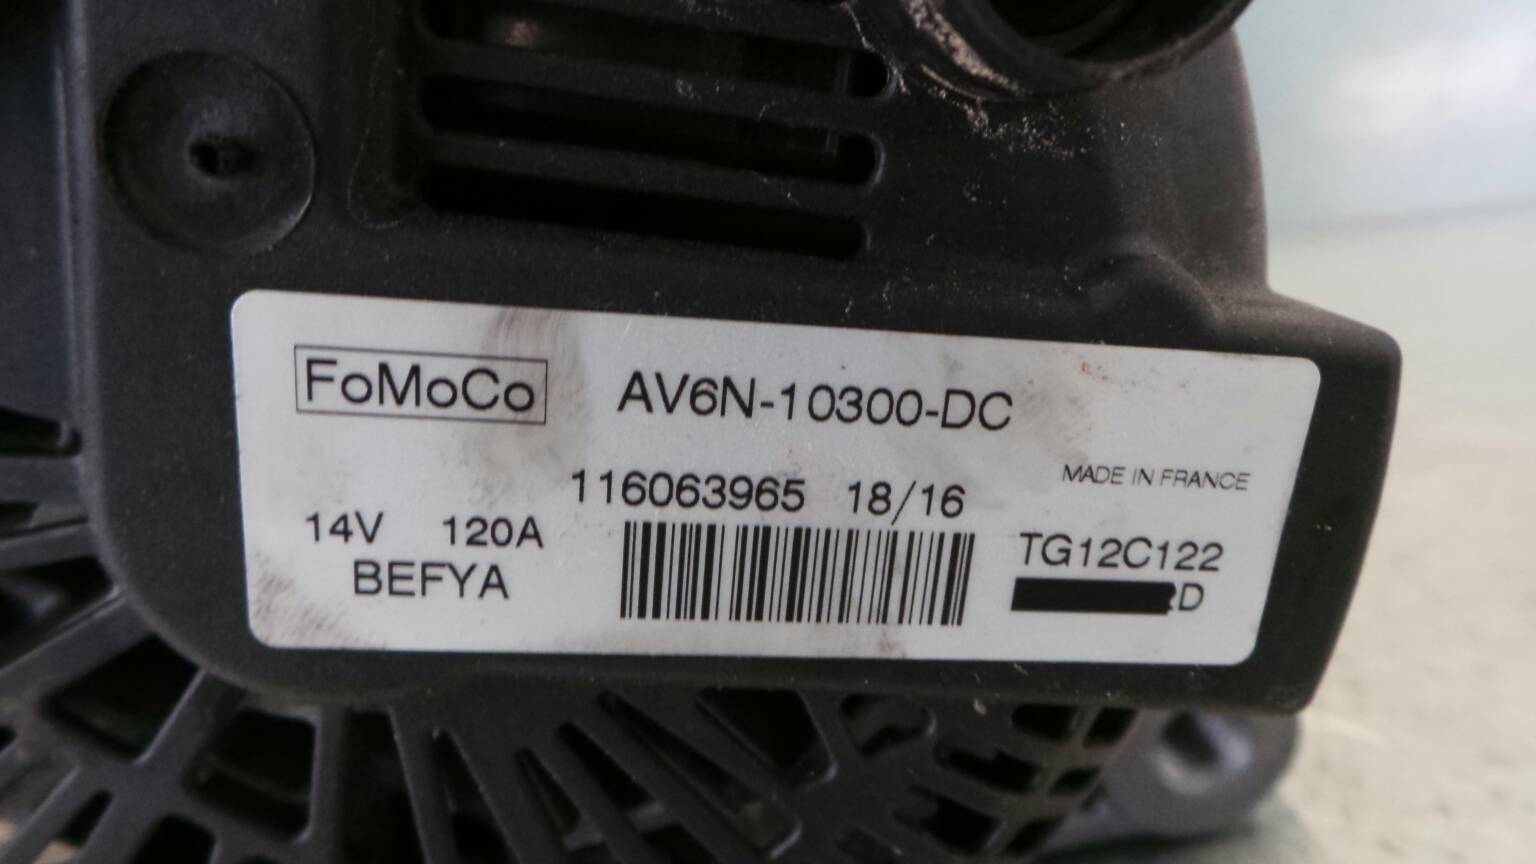 FoMoCo AV6N-10300-DC
MADE IN FRANCE
116063965 18/16
14V 120A
TG12C122
BEFYA